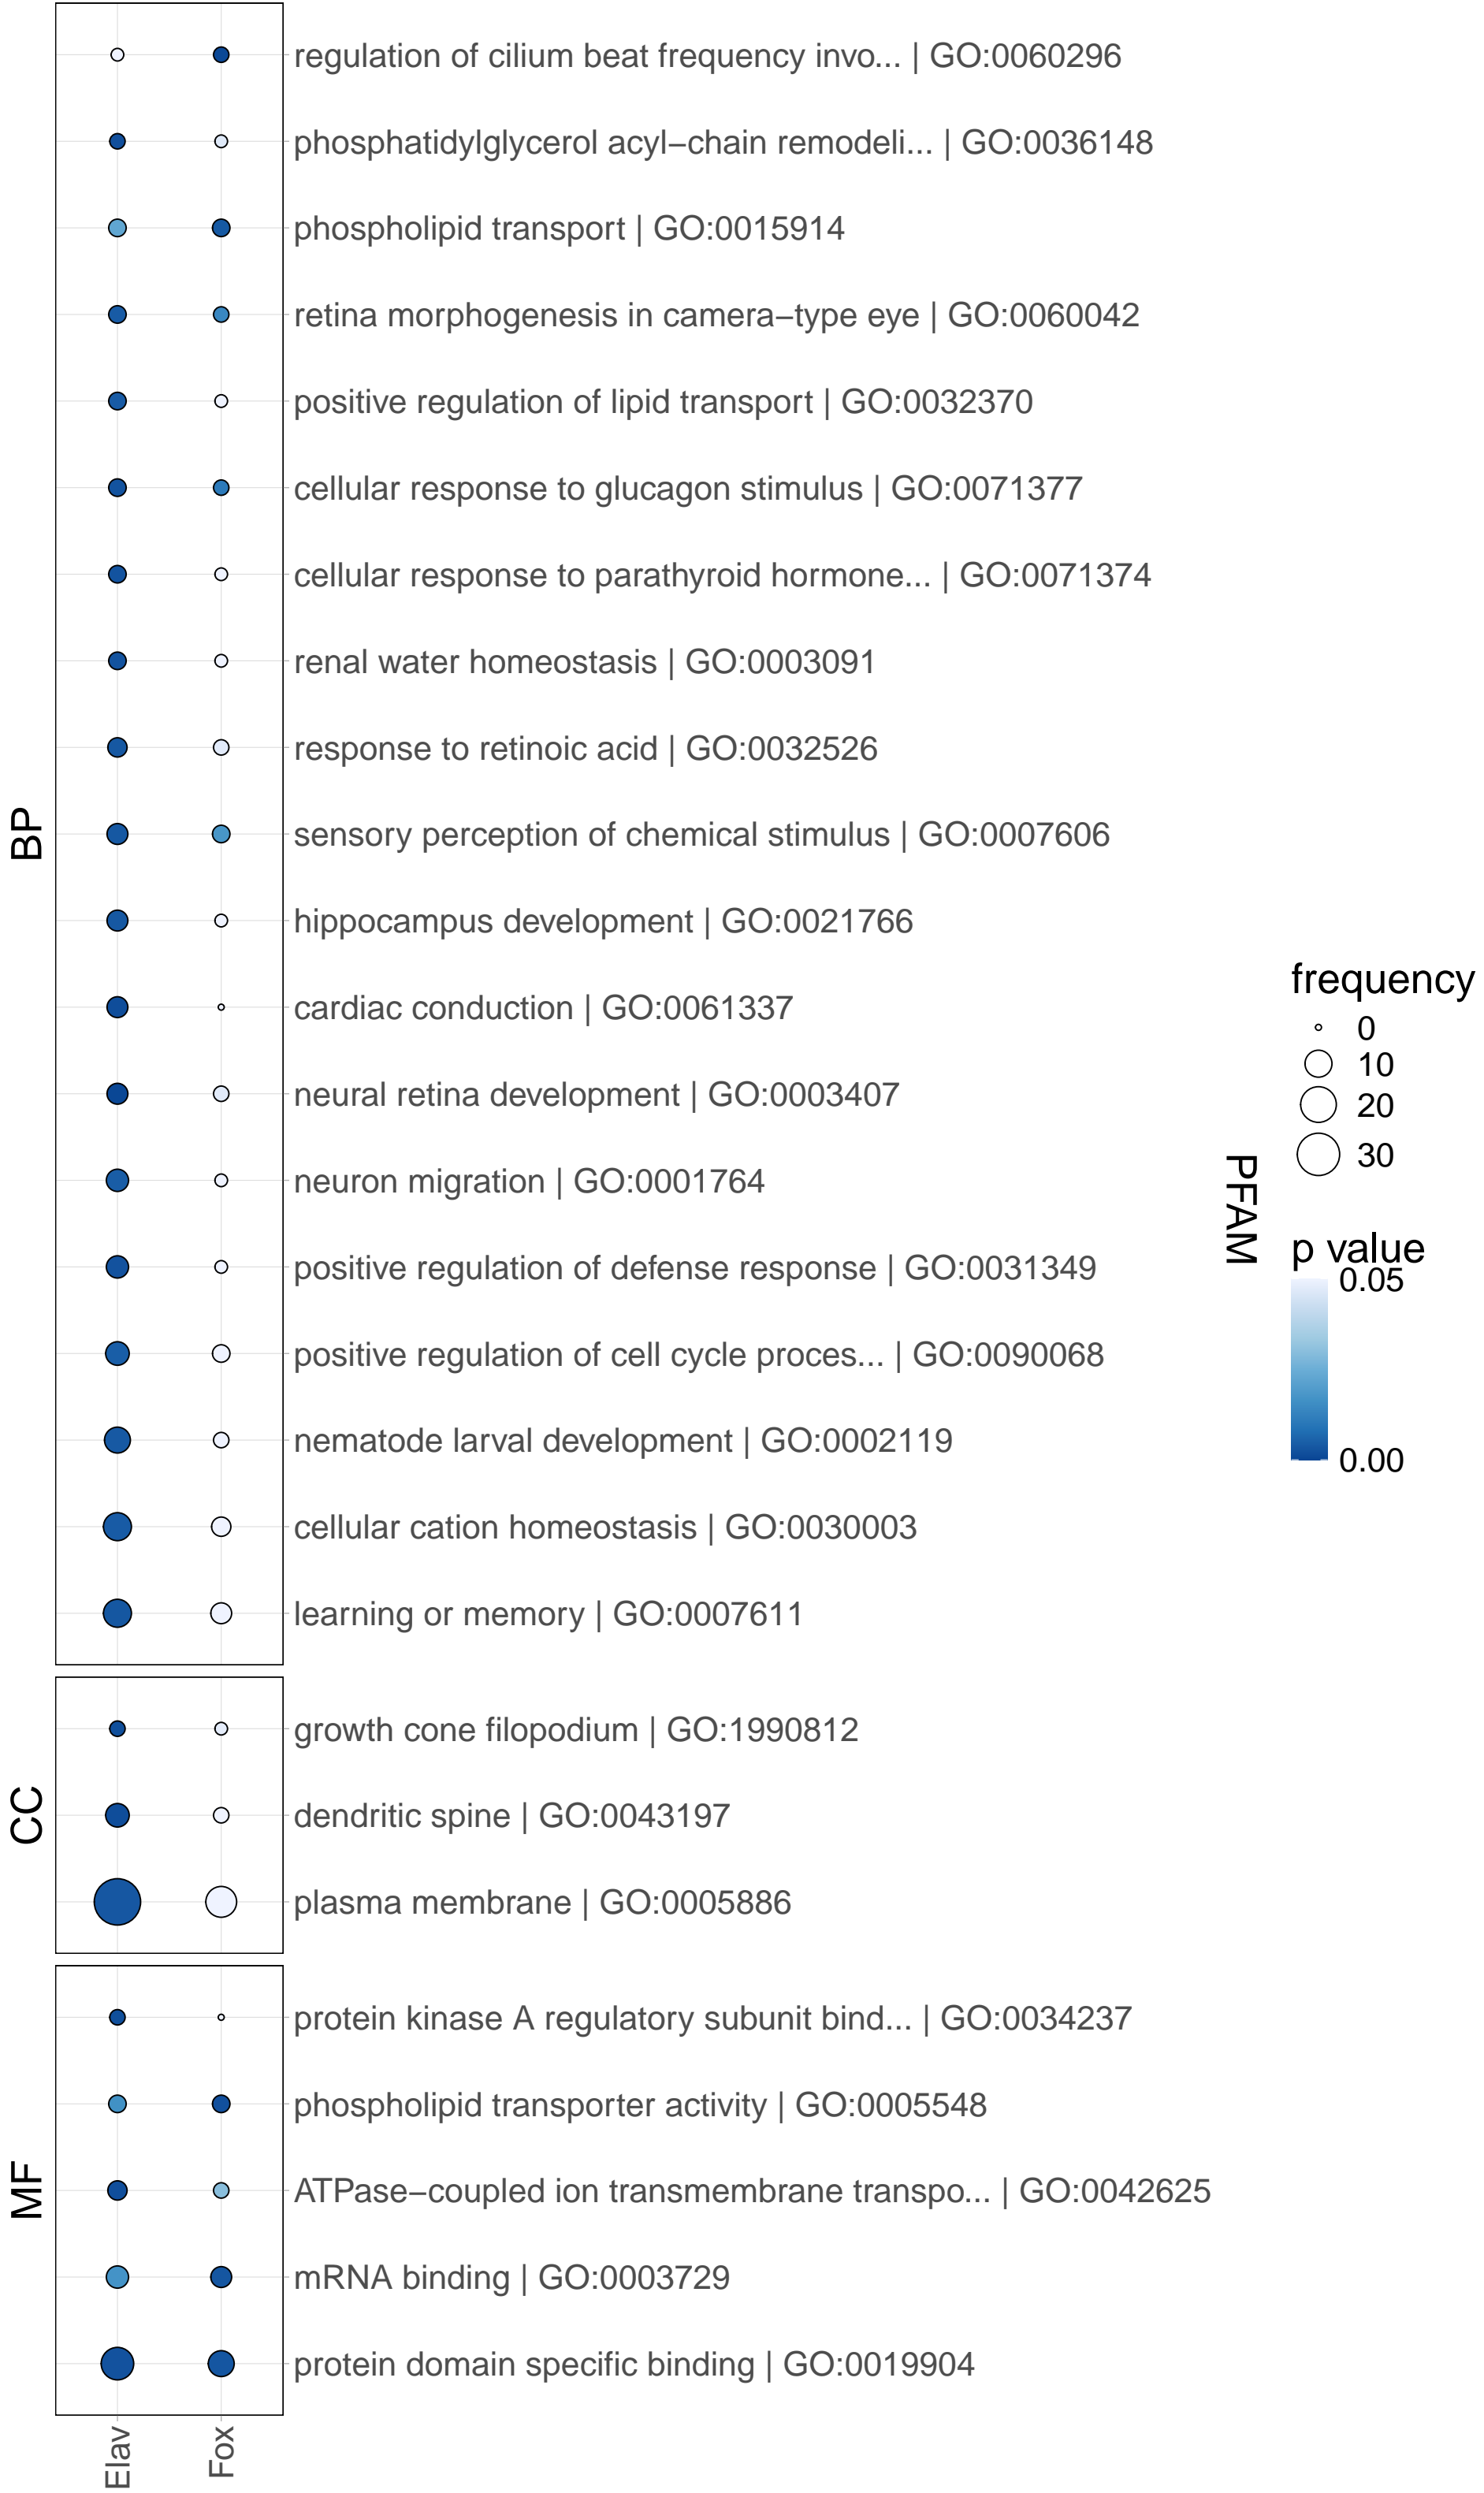 BP
regulation of cilium beat frequency invo... | GO:0060296
phosphatidylglycerol acyl−chain remodeli... | GO:0036148
phospholipid transport | GO:0015914
retina morphogenesis in camera−type eye | GO:0060042
positive regulation of lipid transport | GO:0032370
cellular response to glucagon stimulus | GO:0071377
cellular response to parathyroid hormone... | GO:0071374
renal water homeostasis | GO:0003091
response to retinoic acid | GO:0032526
sensory perception of chemical stimulus | GO:0007606
hippocampus development | GO:0021766
cardiac conduction | GO:0061337
neural retina development | GO:0003407
neuron migration | GO:0001764
positive regulation of defense response | GO:0031349
positive regulation of cell cycle proces... | GO:0090068
nematode larval development | GO:0002119
cellular cation homeostasis | GO:0030003
learning or memory | GO:0007611
CC
growth cone filopodium | GO:1990812
dendritic spine | GO:0043197
plasma membrane | GO:0005886
MF
protein kinase A regulatory subunit bind... | GO:0034237
phospholipid transporter activity | GO:0005548
ATPase−coupled ion transmembrane transpo... | GO:0042625
mRNA binding | GO:0003729
protein domain specific binding | GO:0019904
Elav
Fox
PFAM
frequency
0
10
20
30
p value
0.05
0.00